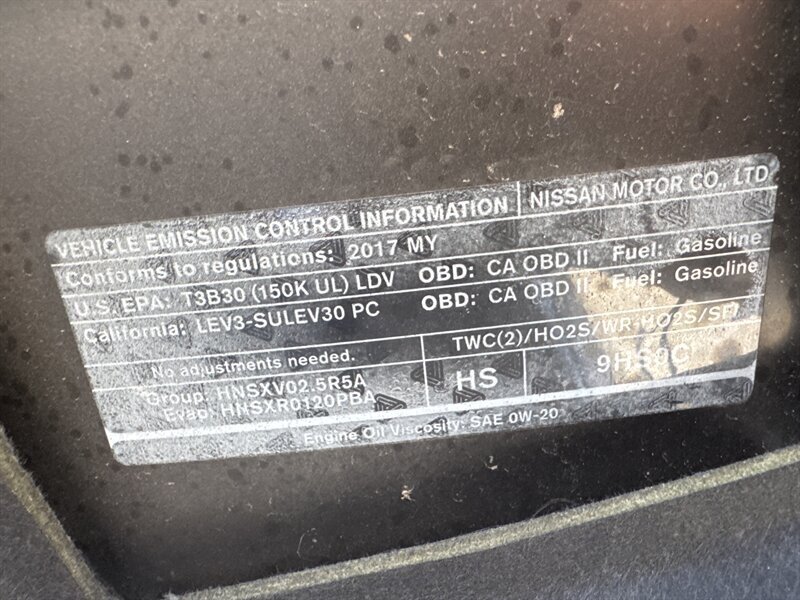 VEHICLE EMISSION CONTROL INFORMATION NISSAN MOTOR CO., LTD
Conforms to regulations: 2017 MY
U.S. EPA: T3B30 (150K UL) LDV OBD: CA OBD II Fuel: Gasoline
California: LEV3-SULEV30 PC OBD: CA OBD II Fuel: Gasoline
No adjustments needed.
TWC(2)/HO2S/WR-HO2S/SFI
Group: HNSXV02.5R5A
Evap: HNSXR0120PBA
HS
9HS0C
Engine Oil Viscosity: SAE 0W-20